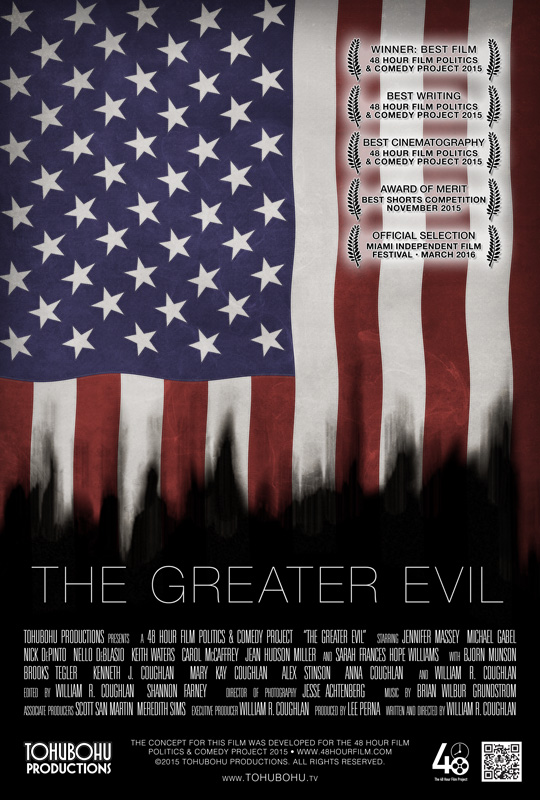 WINNER: BEST FILM
48 HOUR FILM POLITICS
& COMEDY PROJECT 2015
BEST WRITING
48 HOUR FILM POLITICS
& COMEDY PROJECT 2015
BEST CINEMATOGRAPHY
48 HOUR FILM POLITICS
& COMEDY PROJECT 2015
AWARD OF MERIT
BEST SHORTS COMPETITION
NOVEMBER 2015
OFFICIAL SELECTION
MIAMI INDEPENDENT FILM
FESTIVAL • MARCH 2016
THE GREATER EVIL
TOHUBOHU PRODUCTIONS PRESENTS A 48 HOUR FILM POLITICS & COMEDY PROJECT "THE GREATER EVIL" STARRING JENNIFER MASSEY MICHAEL GABEL
NICK DePINTO NELLO DeBLASIO KEITH WATERS CAROL McCAFFREY JEAN HUDSON MILLER AND SARAH FRANCES HOPE WILLIAMS WITH BJORN MUNSON
BROOKS TEGLER KENNETH J. COUGHLAN MARY KAY COUGHLAN ALEX STINSON ANNA COUGHLAN AND WILLIAM R. COUGHLAN
EDITED BY WILLIAM R. COUGHLAN SHANNON FARNEY DIRECTOR OF PHOTOGRAPHY JESSE ACHTENBERG MUSIC BY BRIAN WILBUR GRUNDSTROM
ASSOCIATE PRODUCERS SCOTT SAN MARTIN MEREDITH SIMS EXECUTIVE PRODUCER WILLIAM R. COUGHLAN PRODUCED BY LEE PERNA WRITTEN AND DIRECTED BY WILLIAM R. COUGHLAN
TOHUBOHU
PRODUCTIONS
THE CONCEPT FOR THIS FILM WAS DEVELOPED FOR THE 48 HOUR FILM
POLITICS & COMEDY PROJECT 2015 • WWW.48HOURFILM.COM
©2015 TOHUBOHU PRODUCTIONS. ALL RIGHTS RESERVED.
WWW.TOHUBOHU.TV
48
The 48 Hour Film Project